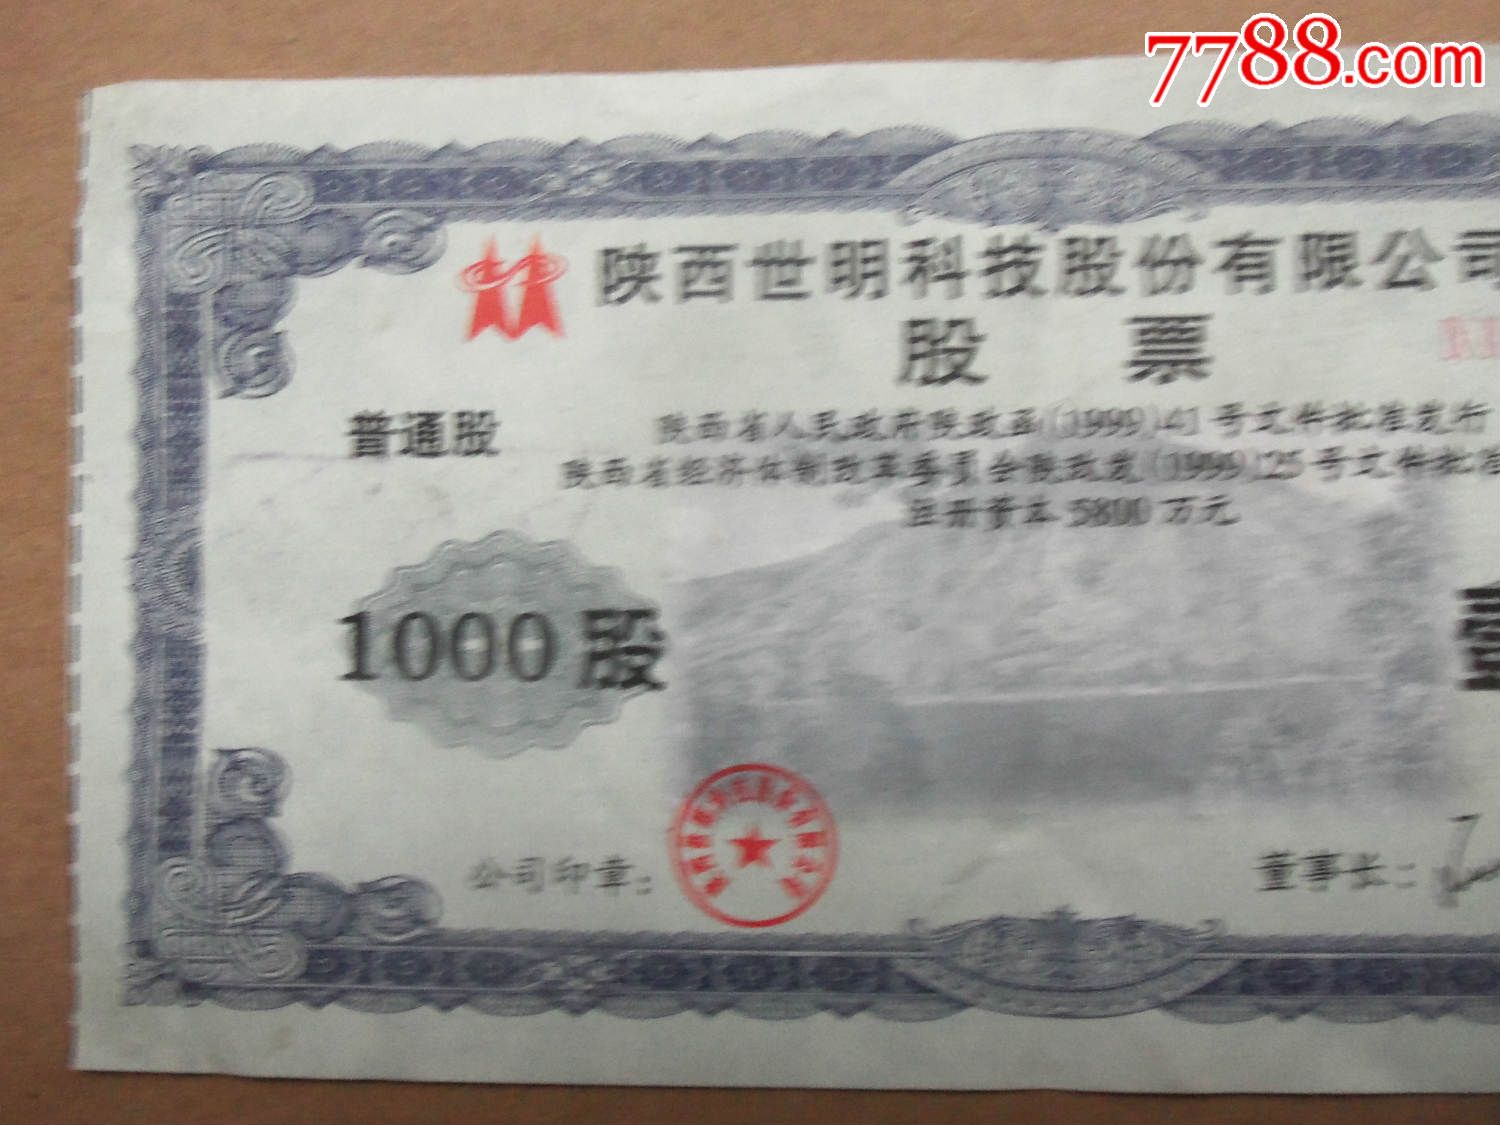 7788.com
陕西世明科技股份有限公司
股票
普通股
陕西省人民政府陕政函(1999)41号文件批准发行
陕西省经济体制改革委员会陕改发(1999)25号文件批准
注册资本5800万元
1000股
公司印章：
董事长：